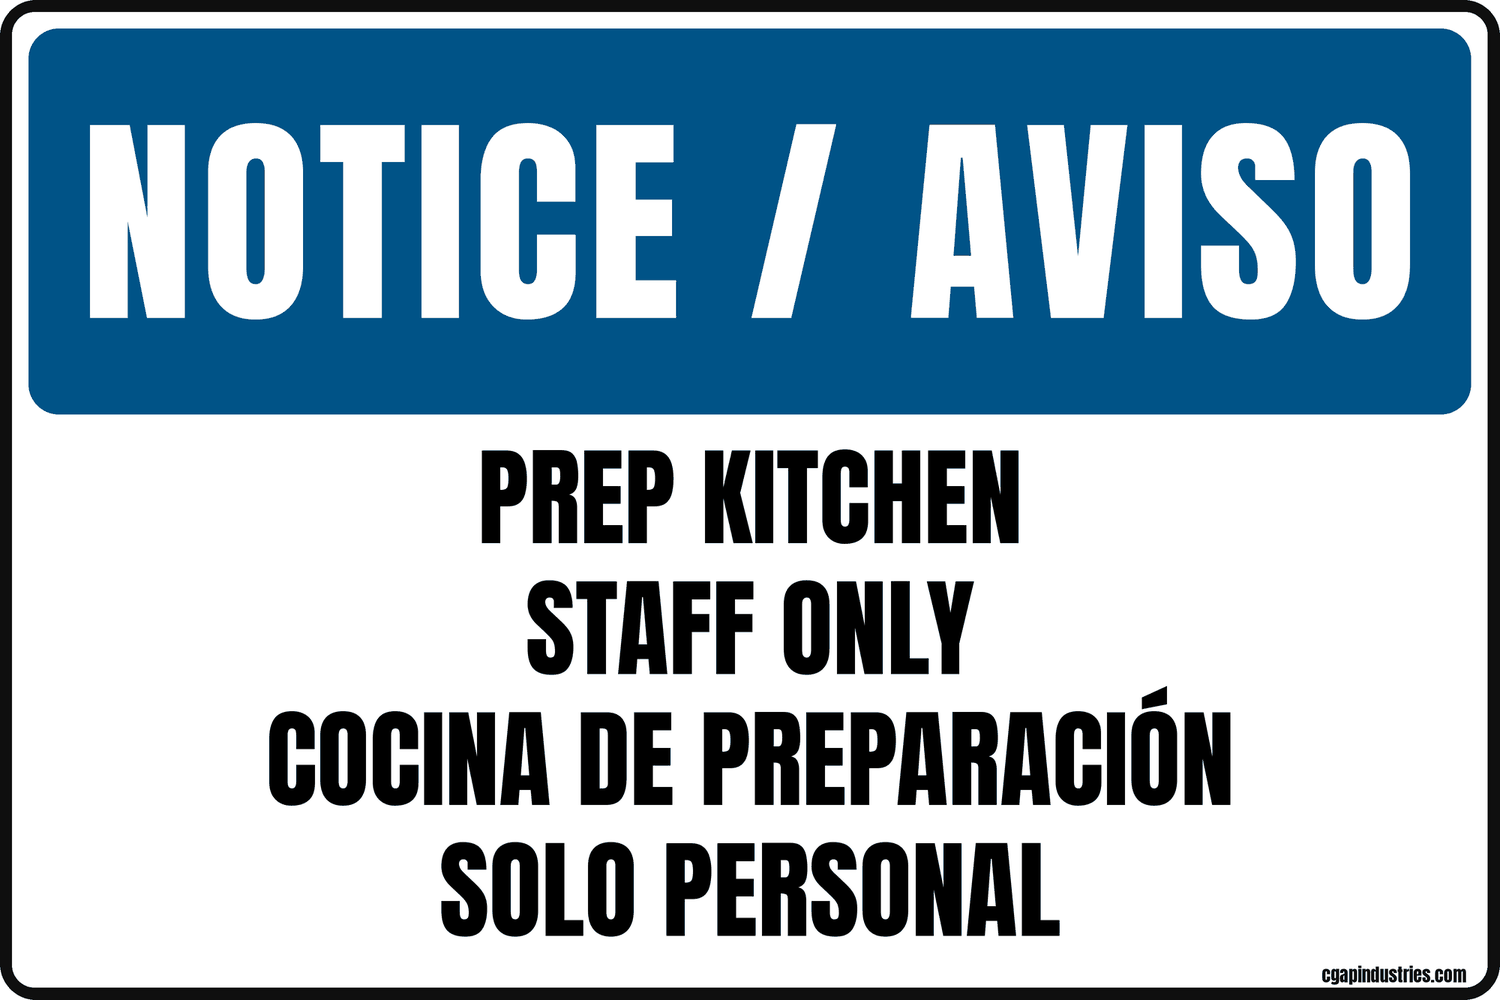 NOTICE / AVISO
PREP KITCHEN
STAFF ONLY
COCINA DE PREPARACIÓN
SOLO PERSONAL
cgapindustries.com